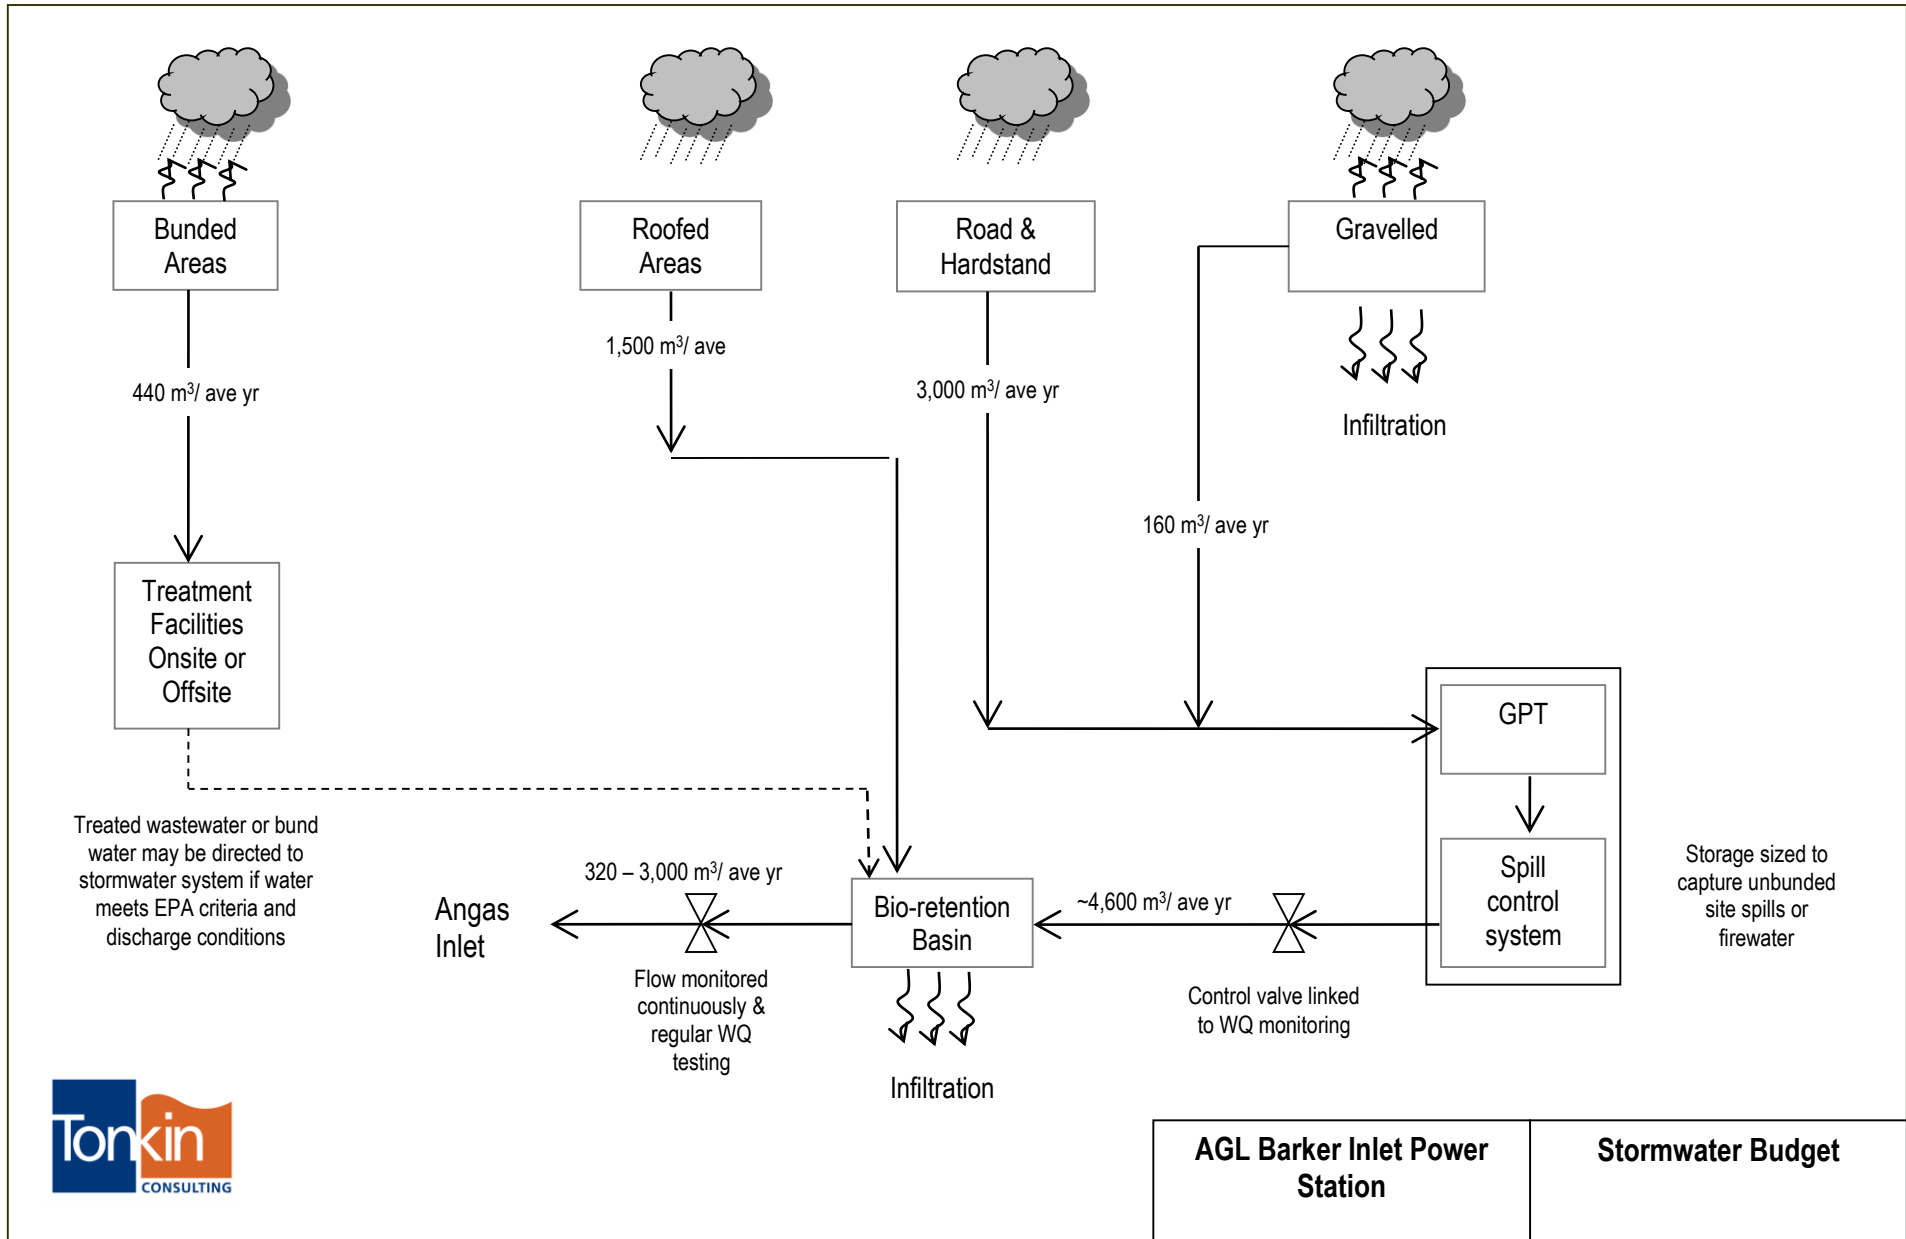 Bunded
Areas
Roofed
Areas
Road &
Hardstand
Gravelled
1,500 m³/ ave
440 m³/ ave yr
3,000 m³/ ave yr
Infiltration
160 m³/ ave yr
Treatment
Facilities
Onsite or
Offsite
GPT
Treated wastewater or bund
water may be directed to
stormwater system if water
meets EPA criteria and
discharge conditions
320 – 3,000 m³/ ave yr
Angas
Inlet
Flow monitored
continuously &
regular WQ
testing
Bio-retention
Basin
Infiltration
~4,600 m³/ ave yr
Control valve linked
to WQ monitoring
Spill
control
system
Storage sized to
capture unbunded
site spills or
firewater
Tonkin
CONSULTING
AGL Barker Inlet Power
Station
Stormwater Budget